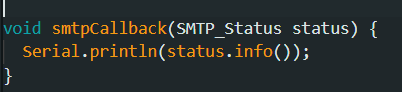 void smtpCallback(SMTP_Status status) {
  Serial.println(status.info());
}